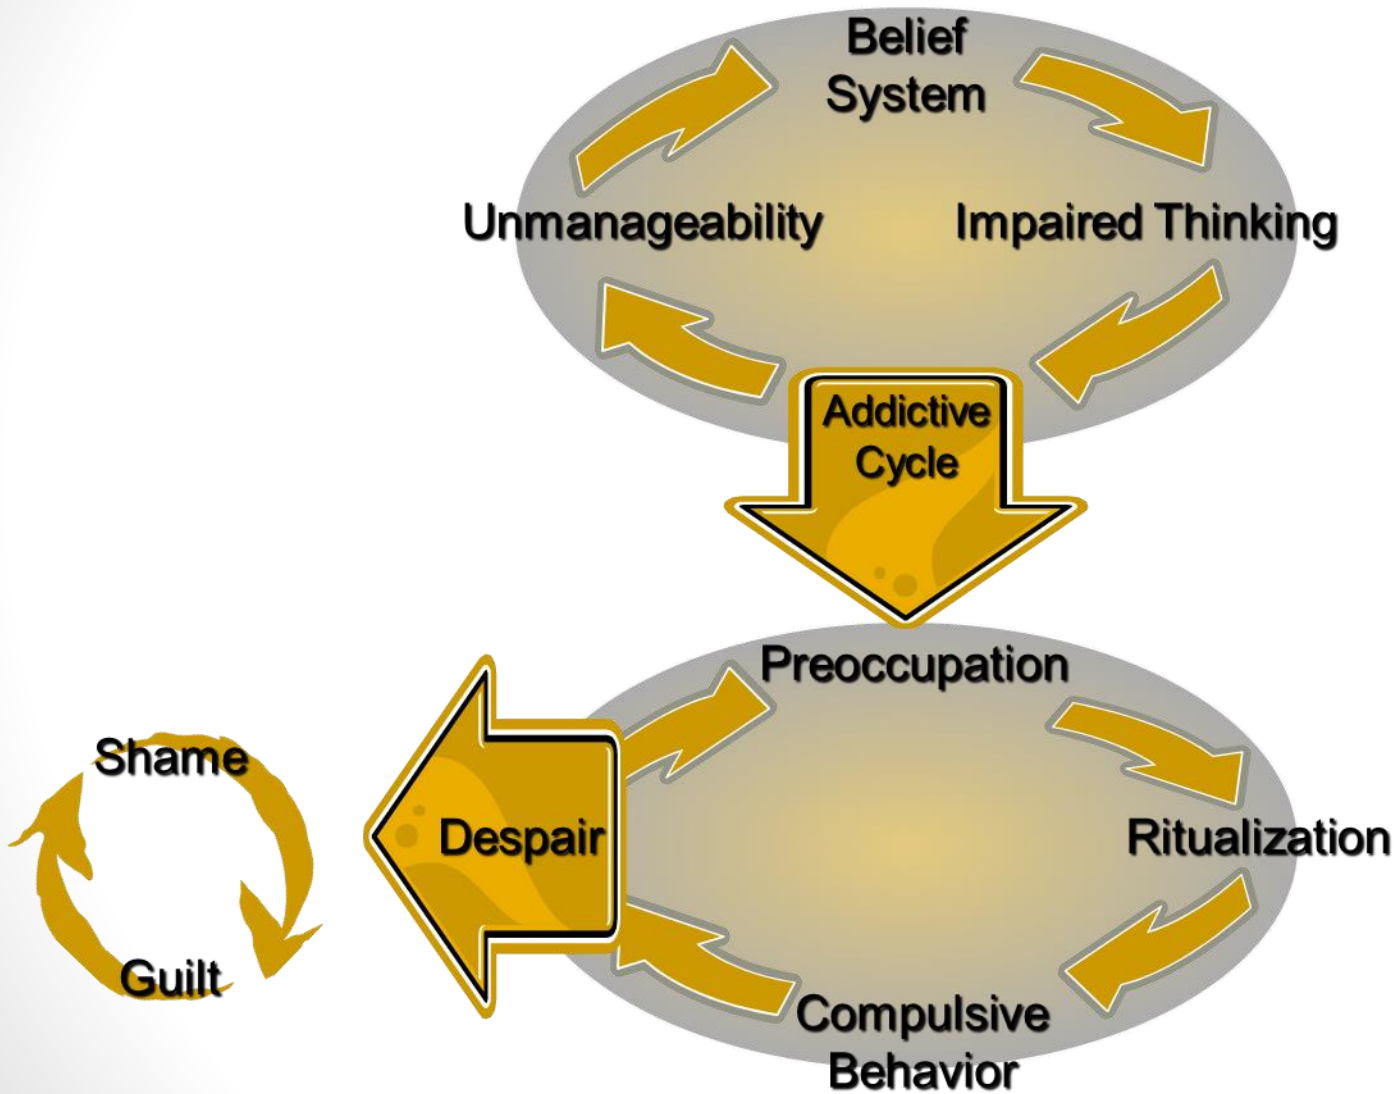 Belief
System
Unmanageability
Impaired Thinking
Addictive
Cycle
Preoccupation
Shame
Despair
Ritualization
Guilt
Compulsive
Behavior